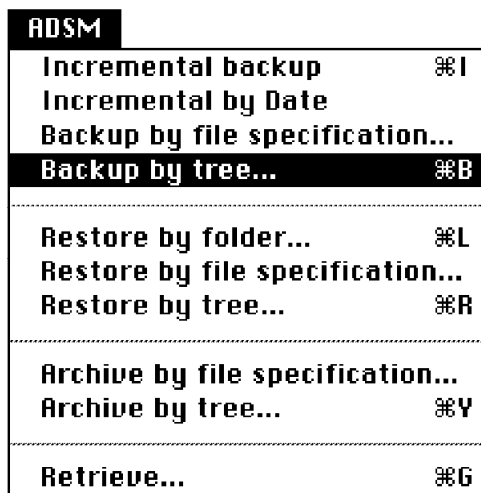 ADSM
Incremental backup ⌘I
Incremental by Date
Backup by file specification...
Backup by tree... ⌘B
Restore by folder... ⌘L
Restore by file specification...
Restore by tree... ⌘R
Archive by file specification...
Archive by tree... ⌘Y
Retrieve... ⌘G